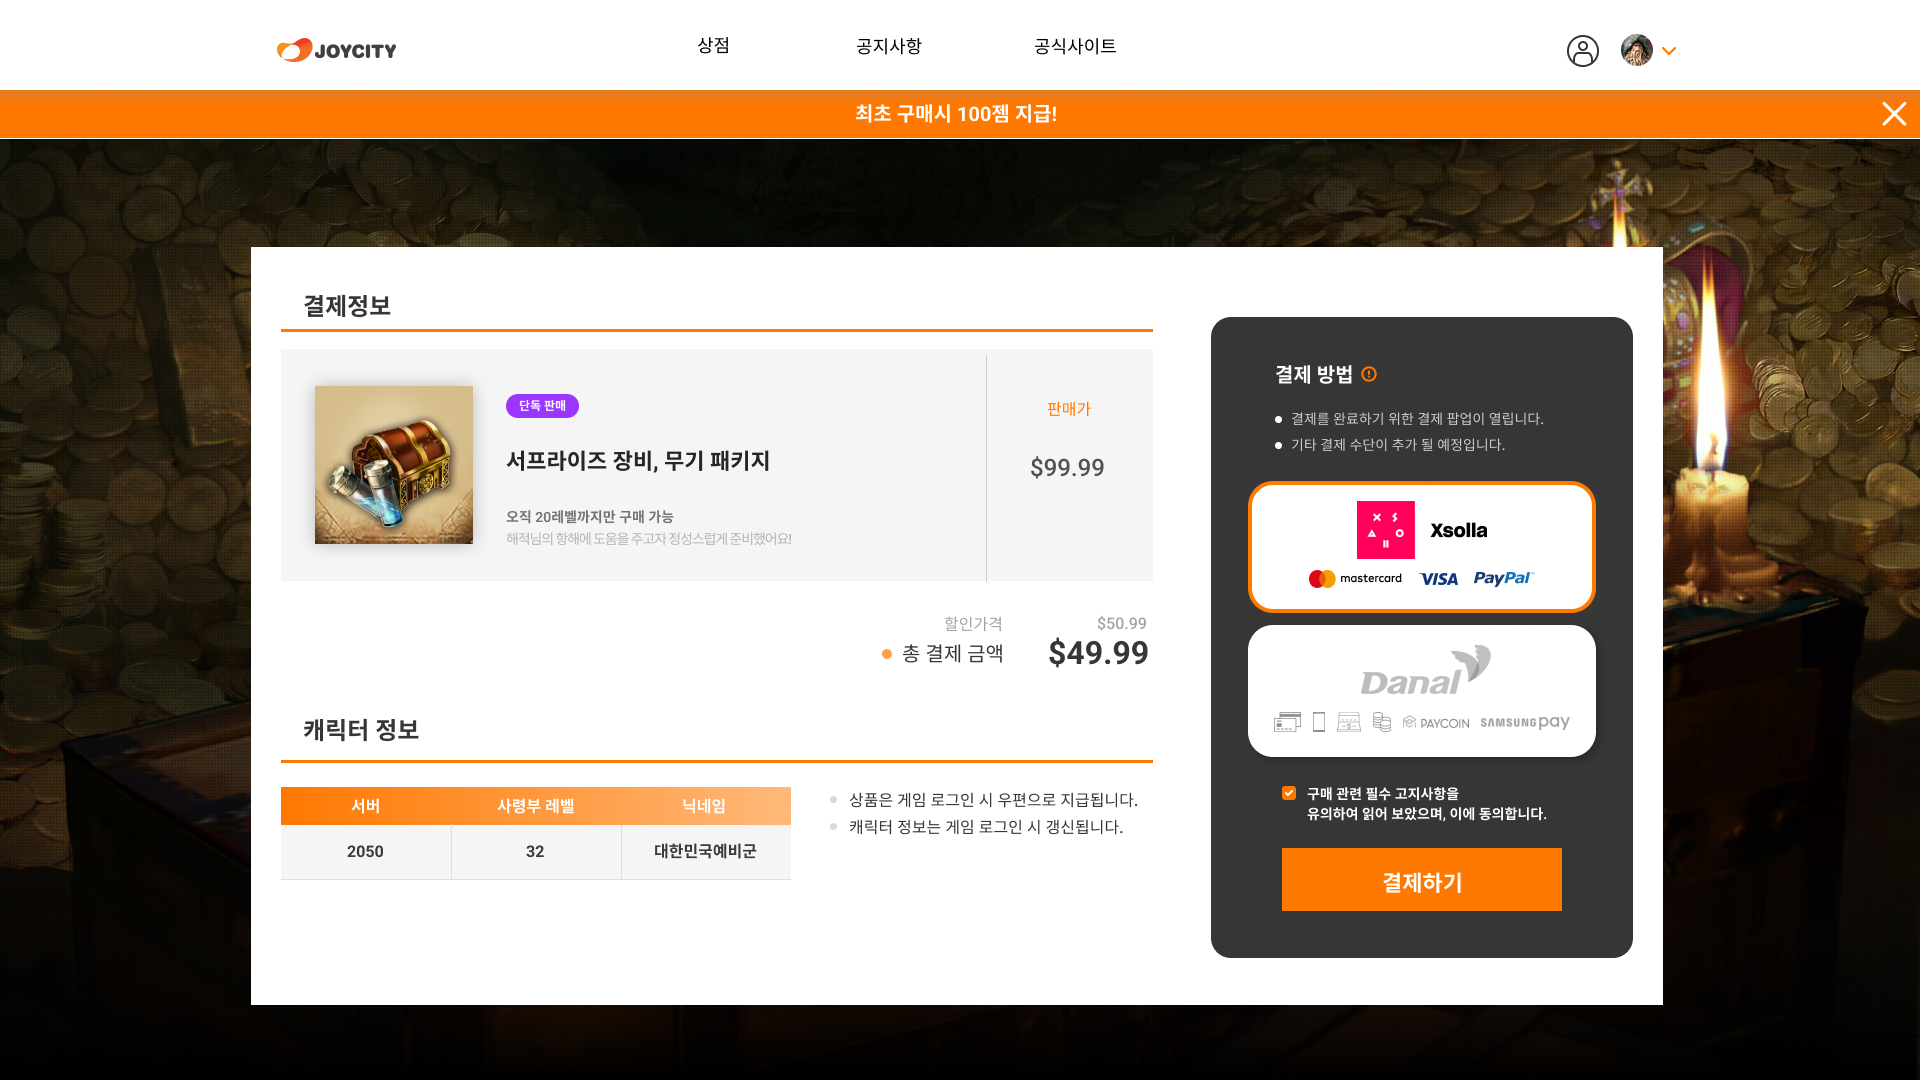 JOYCITY
상점
공지사항
공식사이트
최초 구매시 100젬 지급!
결제정보
단독 판매
서프라이즈 장비, 무기 패키지
오직 20레벨까지만 구매 가능
해적님의 항해에 도움을 주고자 정성스럽게 준비했어요!
판매가
$99.99
할인가격
$50.99
총 결제 금액
$49.99
캐릭터 정보
서버
사령부 레벨
닉네임
2050
32
대한민국예비군
상품은 게임 로그인 시 우편으로 지급됩니다.
캐릭터 정보는 게임 로그인 시 갱신됩니다.
결제 방법
결제를 완료하기 위한 결제 팝업이 열립니다.
기타 결제 수단이 추가 될 예정입니다.
XSOLLA
Xsolla
mastercard
VISA
PayPal
Danal
PAYCOIN
SAMSUNG pay
구매 관련 필수 고지사항을
유의하여 읽어 보았으며, 이에 동의합니다.
결제하기